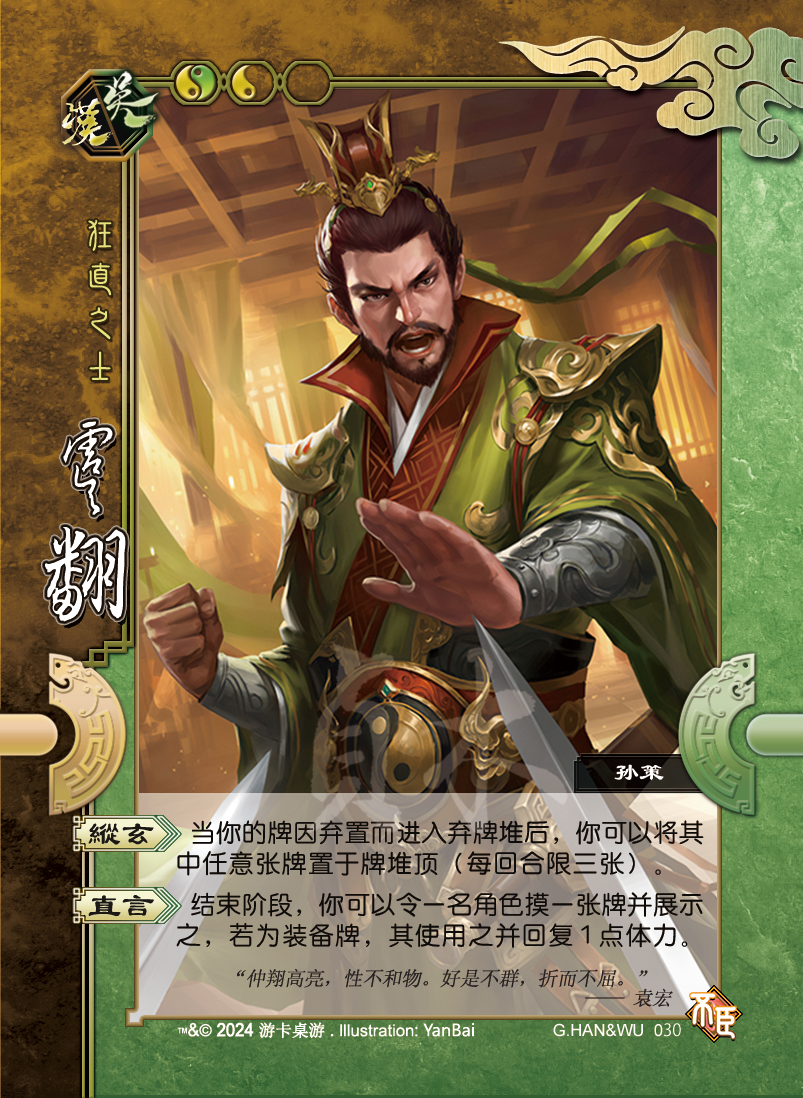 漢 吴
狂直之士
虞翻
孙策
縱玄 当你的牌因弃置而进入弃牌堆后，你可以将其
中任意张牌置于牌堆顶（每回合限三张）。
直言 结束阶段，你可以令一名角色摸一张牌并展示
之，若为装备牌，其使用之并回复1点体力。
“仲翔高亮，性不和物。好是不群，折而不屈。”
—— 袁宏
不臣
™&© 2024 游卡桌游 . Illustration: YanBai
G.HAN&WU 030